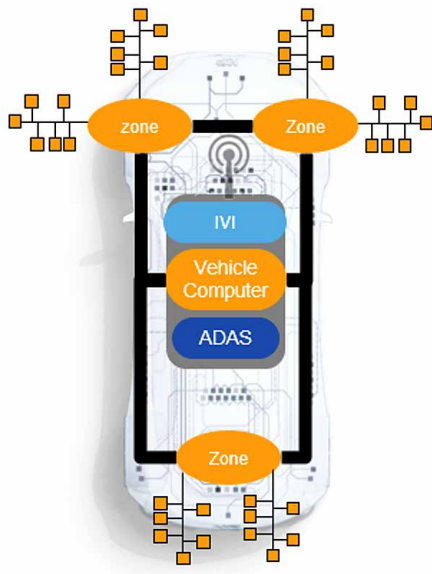 zone
Zone
IVI
Vehicle
Computer
ADAS
Zone